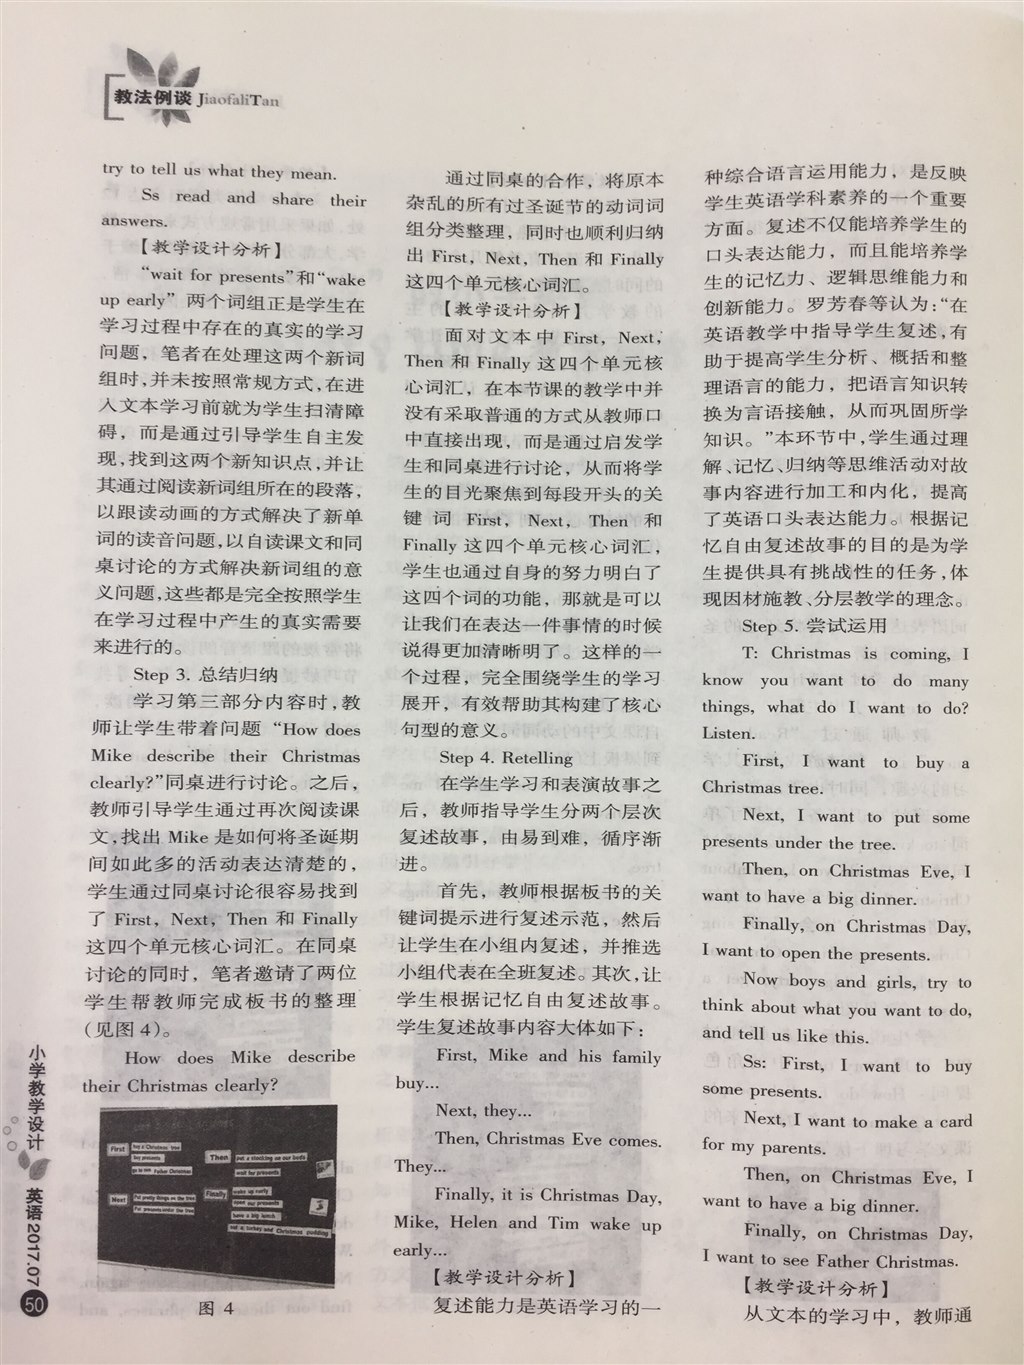 教法例谈 JiaofaliTan
try to tell us what they mean.
Ss read and share their
answers.
【教学设计分析】
“wait for presents”和“wake
up early” 两个词组正是学生在
学习过程中存在的真实的学习
问题，笔者在处理这两个新词
组时,并未按照常规方式,在进
入文本学习前就为学生扫清障
碍，而是通过引导学生自主发
现,找到这两个新知识点,并让
其通过阅读新词组所在的段落,
以跟读动画的方式解决了新单
词的读音问题,以自读课文和同
桌讨论的方式解决新词组的意
义问题,这些都是完全按照学生
在学习过程中产生的真实需要
来进行的。
Step 3. 总结归纳
学习第三部分内容时,教
师让学生带着问题 “How does
Mike describe their Christmas
clearly?”同桌进行讨论。之后,
教师引导学生通过再次阅读课
文,找出 Mike 是如何将圣诞期
间如此多的活动表达清楚的,
学生通过同桌讨论很容易找到
了 First, Next, Then 和 Finally
这四个单元核心词汇。在同桌
讨论的同时，笔者邀请了两位
学生帮教师完成板书的整理
(见图 4)。
How does Mike describe
their Christmas clearly?
First
buy a Christmas tree
buy presents
go to see Father Christmas
Next
Put pretty things on the tree
Put presents under the tree
Then
put a stocking on our beds
wait for presents
Finally
wake up early
open our presents
have a big lunch
eat a turkey and Christmas pudding
图 4
通过同桌的合作，将原本
杂乱的所有过圣诞节的动词词
组分类整理，同时也顺利归纳
出 First, Next, Then 和 Finally
这四个单元核心词汇。
【教学设计分析】
面对文本中 First, Next,
Then 和 Finally 这四个单元核
心词汇，在本节课的教学中并
没有采取普通的方式从教师口
中直接出现，而是通过启发学
生和同桌进行讨论，从而将学
生的目光聚焦到每段开头的关
键词 First, Next, Then 和
Finally 这四个单元核心词汇,
学生也通过自身的努力明白了
这四个词的功能，那就是可以
让我们在表达一件事情的时候
说得更加清晰明了。这样的一
个过程，完全围绕学生的学习
展开，有效帮助其构建了核心
句型的意义。
Step 4. Retelling
在学生学习和表演故事之
后，教师指导学生分两个层次
复述故事，由易到难，循序渐
进。
首先，教师根据板书的关
键词提示进行复述示范，然后
让学生在小组内复述，并推选
小组代表在全班复述。其次,让
学生根据记忆自由复述故事。
学生复述故事内容大体如下：
First, Mike and his family
buy...
Next, they...
Then, Christmas Eve comes.
They...
Finally, it is Christmas Day,
Mike, Helen and Tim wake up
early...
【教学设计分析】
复述能力是英语学习的一
种综合语言运用能力，是反映
学生英语学科素养的一个重要
方面。复述不仅能培养学生的
口头表达能力，而且能培养学
生的记忆力、逻辑思维能力和
创新能力。罗芳春等认为：“在
英语教学中指导学生复述,有
助于提高学生分析、概括和整
理语言的能力，把语言知识转
换为言语接触，从而巩固所学
知识。”本环节中,学生通过理
解、记忆、归纳等思维活动对故
事内容进行加工和内化，提高
了英语口头表达能力。根据记
忆自由复述故事的目的是为学
生提供具有挑战性的任务,体
现因材施教、分层教学的理念。
Step 5. 尝试运用
T: Christmas is coming, I
know you want to do many
things, what do I want to do?
Listen.
First, I want to buy a
Christmas tree.
Next, I want to put some
presents under the tree.
Then, on Christmas Eve, I
want to have a big dinner.
Finally, on Christmas Day,
I want to open the presents.
Now boys and girls, try to
think about what you want to do,
and tell us like this.
Ss: First, I want to buy
some presents.
Next, I want to make a card
for my parents.
Then, on Christmas Eve, I
want to have a big dinner.
Finally, on Christmas Day,
I want to see Father Christmas.
【教学设计分析】
从文本的学习中，教师通
小学教学设计
英语 2017.07
50